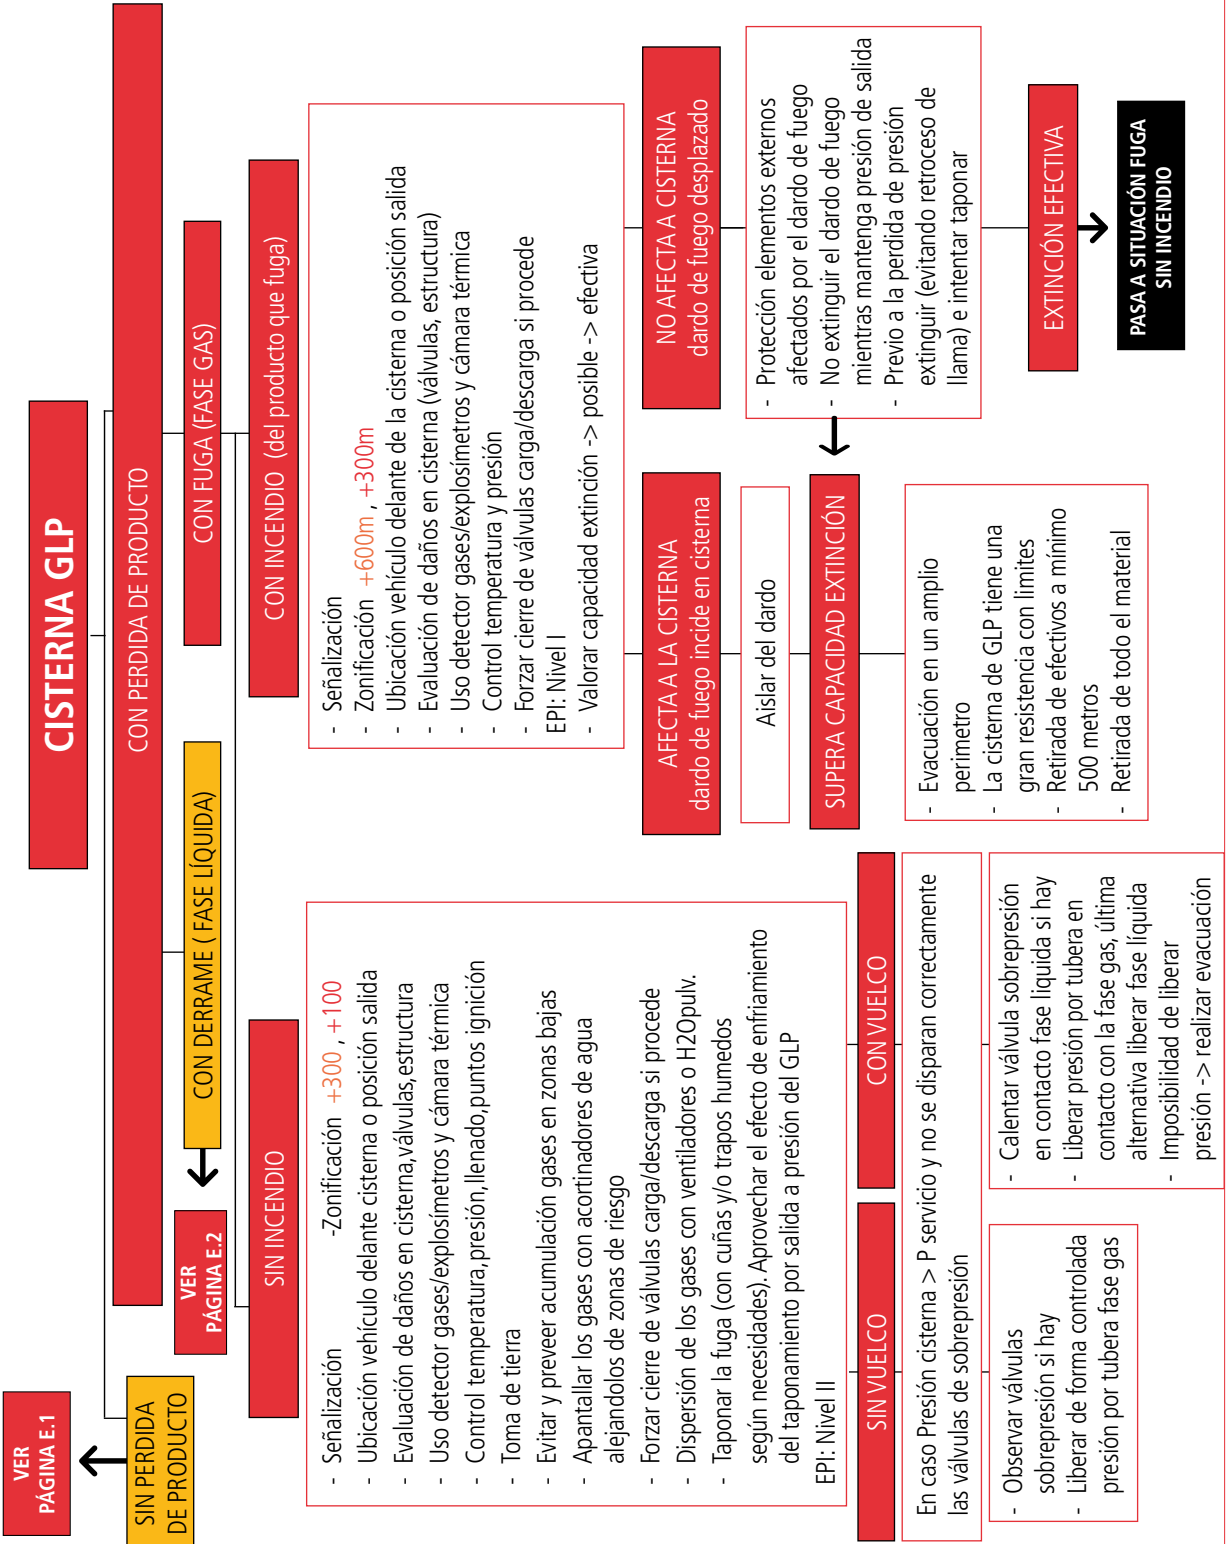 CISTERNA GLP
VER
PÁGINA E.1
SIN PERDIDA
DE PRODUCTO
CON PERDIDA DE PRODUCTO
VER
PÁGINA E.2
CON DERRAME ( FASE LÍQUIDA)
CON FUGA (FASE GAS)
SIN INCENDIO
- Señalización -Zonificación +300 , +100
- Ubicación vehículo delante cisterna o posición salida
- Evaluación de daños en cisterna,válvulas,estructura
- Uso detector gases/explosímetros y cámara térmica
- Control temperatura,presión,llenado,puntos ignición
- Toma de tierra
- Evitar y preveer acumulación gases en zonas bajas
- Apantallar los gases con acortinadores de agua
alejandolos de zonas de riesgo
- Forzar cierre de válvulas carga/descarga si procede
- Dispersión de los gases con ventiladores o H2Opulv.
- Taponar la fuga (con cuñas y/o trapos humedos
según necesidades). Aprovechar el efecto de enfriamiento
del taponamiento por salida a presión del GLP
EPI: Nivel II
SIN VUELCO
CON VUELCO
En caso Presión cisterna > P servicio y no se disparan correctamente
las válvulas de sobrepresión
- Observar válvulas
sobrepresión si hay
- Liberar de forma controlada
presión por tubera fase gas
- Calentar válvula sobrepresión
en contacto fase líquida si hay
- Liberar presión por tubera en
contacto con la fase gas, última
alternativa liberar fase líquida
- Imposibilidad de liberar
presión -> realizar evacuación
CON INCENDIO (del producto que fuga)
- Señalización
- Zonificación +600m , +300m
- Ubicación vehículo delante de la cisterna o posición salida
- Evaluación de daños en cisterna (válvulas, estructura)
- Uso detector gases/explosímetros y cámara térmica
- Control temperatura y presión
- Forzar cierre de válvulas carga/descarga si procede
EPI: Nivel I
- Valorar capacidad extinción -> posible -> efectiva
AFECTA A LA CISTERNA
dardo de fuego incide en cisterna
Aislar del dardo
SUPERA CAPACIDAD EXTINCIÓN
- Evacuación en un amplio
perimetro
- La cisterna de GLP tiene una
gran resistencia con limites
- Retirada de efectivos a mínimo
500 metros
- Retirada de todo el material
NO AFECTA A CISTERNA
dardo de fuego desplazado
- Protección elementos externos
afectados por el dardo de fuego
- No extinguir el dardo de fuego
mientras mantenga presión de salida
- Previo a la perdida de presión
extinguir (evitando retroceso de
llama) e intentar taponar
EXTINCIÓN EFECTIVA
PASA A SITUACIÓN FUGA
SIN INCENDIO